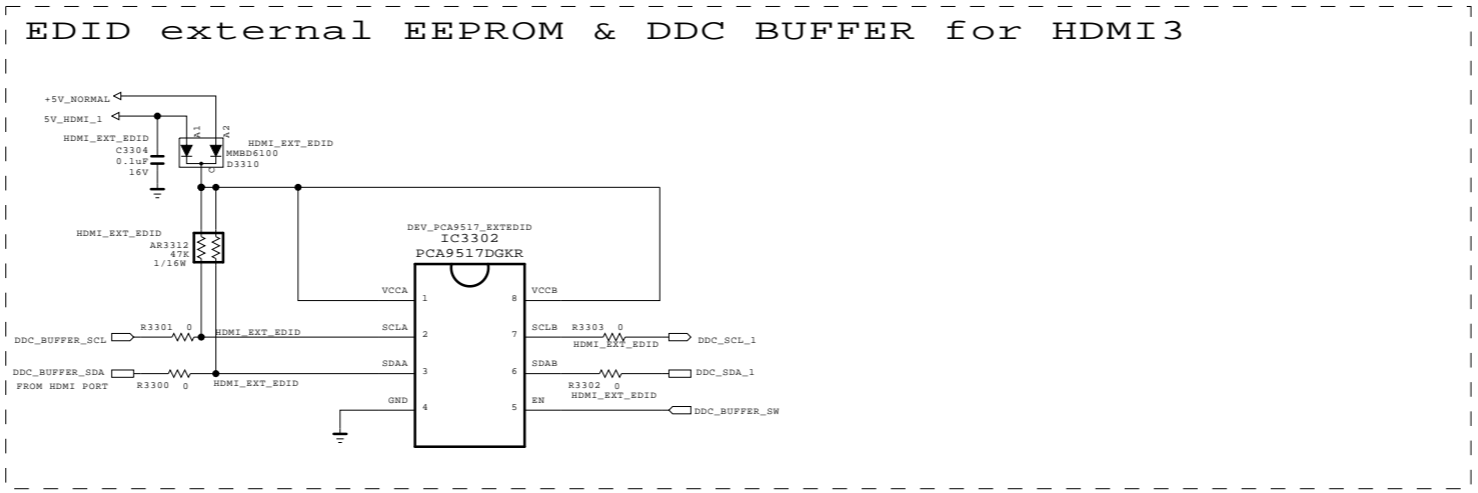 EDID external EEPROM & DDC BUFFER for HDMI3
+5V_NORMAL
5V_HDMI_1
A1
A2
HDMI_EXT_EDID
C3304
0.1uF
16V
HDMI_EXT_EDID
MMBD6100
D3310
C
HDMI_EXT_EDID
AR3312
47K
1/16W
DEV_PCA9517_EXTEDID
IC3302
PCA9517DGKR
VCCA
1
8
VCCB
R3301 0
DDC_BUFFER_SCL
HDMI_EXT_EDID
SCLA
2
7
SCLB
R3303 0
HDMI_EXT_EDID
DDC_SCL_1
DDC_BUFFER_SDA
FROM HDMI PORT
R3300 0
HDMI_EXT_EDID
SDAA
3
6
SDAB
R3302 0
HDMI_EXT_EDID
DDC_SDA_1
GND
4
5
EN
DDC_BUFFER_SW